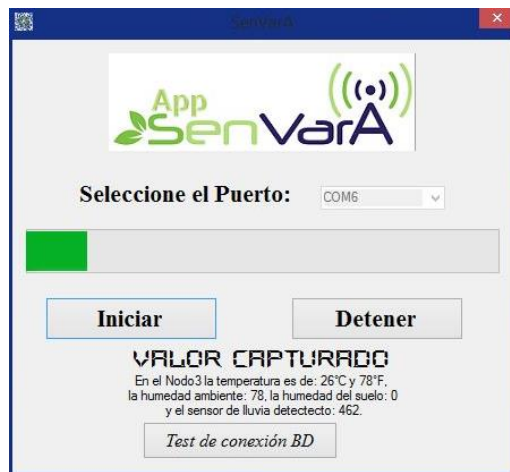 SenVarA
App
SenVarA
Seleccione el Puerto:
COM6
Iniciar
Detener
VALOR CAPTURADO
En el Nodo3 la temperatura es de: 26°C y 78°F,
la humedad ambiente: 78, la humedad del suelo: 0
y el sensor de lluvia detectecto: 462.
Test de conexión BD